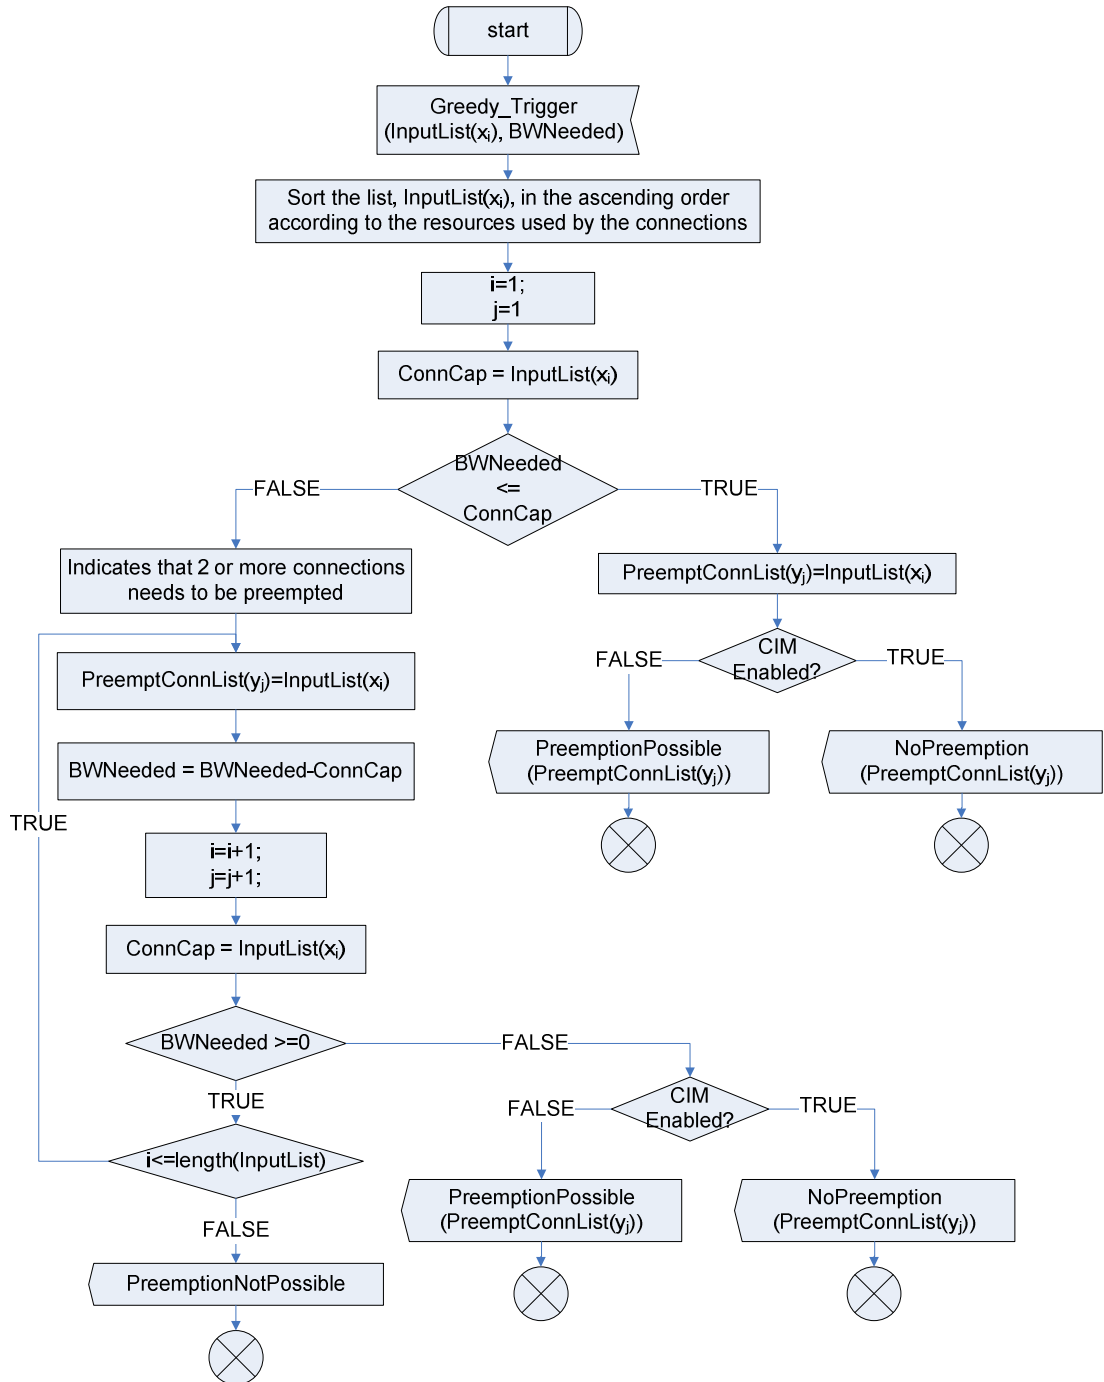 start
Greedy_Trigger
(InputList(xi), BWNeeded)
Sort the list, InputList(xi), in the ascending order
according to the resources used by the connections
i=1;
j=1
ConnCap = InputList(xi)
BWNeeded
<=
ConnCap
FALSE
TRUE
Indicates that 2 or more connections
needs to be preempted
PreemptConnList(yj)=InputList(xi)
CIM
Enabled?
FALSE
TRUE
PreemptionPossible
(PreemptConnList(yj))
NoPreemption
(PreemptConnList(yj))
PreemptConnList(yj)=InputList(xi)
BWNeeded = BWNeeded-ConnCap
TRUE
i=i+1;
j=j+1;
ConnCap = InputList(xi)
BWNeeded >=0
FALSE
TRUE
CIM
Enabled?
FALSE
TRUE
i<=length(InputList)
PreemptionPossible
(PreemptConnList(yj))
NoPreemption
(PreemptConnList(yj))
FALSE
PreemptionNotPossible